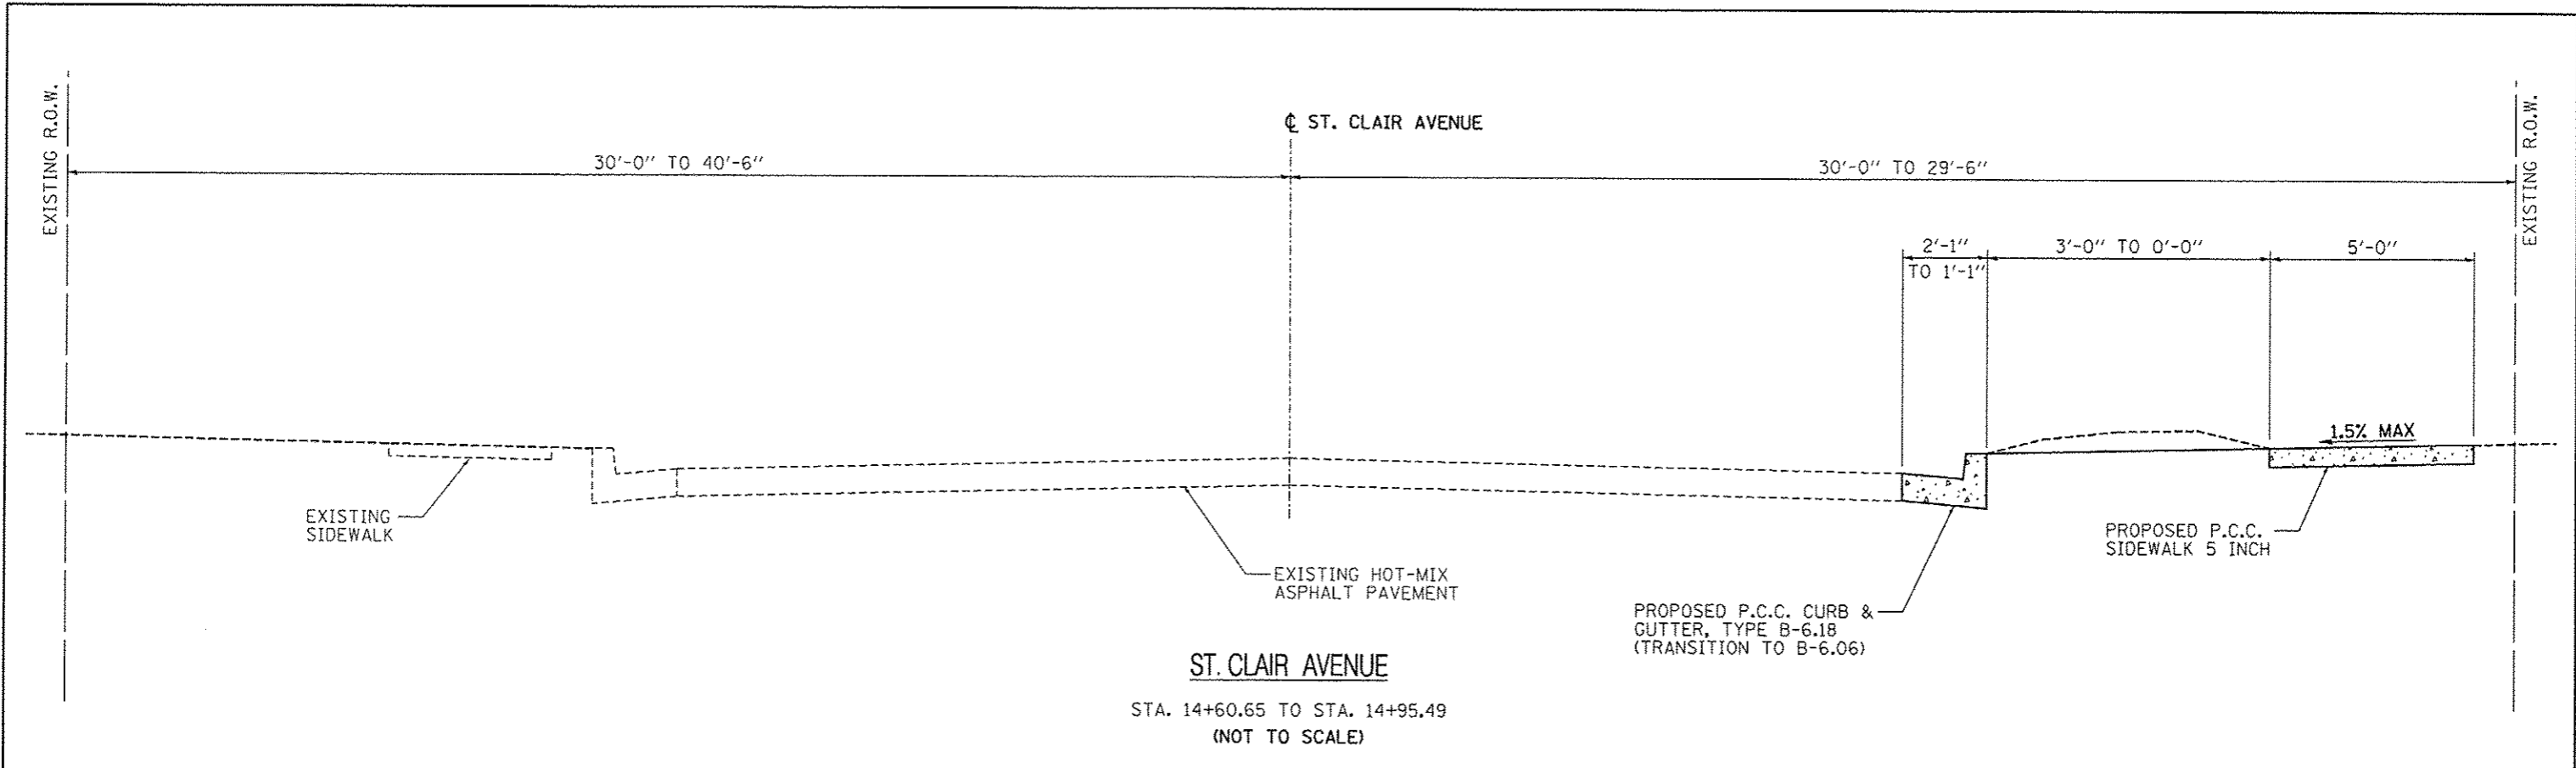 EXISTING R.O.W.
EXISTING R.O.W.
℄ ST. CLAIR AVENUE
30'-0" TO 40'-6"
30'-0" TO 29'-6"
2'-1"
TO 1'-1"
3'-0" TO 0'-0"
5'-0"
1.5% MAX
EXISTING
SIDEWALK
EXISTING HOT-MIX
ASPHALT PAVEMENT
PROPOSED P.C.C. CURB &
GUTTER, TYPE B-6.18
(TRANSITION TO B-6.06)
PROPOSED P.C.C.
SIDEWALK 5 INCH
ST. CLAIR AVENUE
STA. 14+60.65 TO STA. 14+95.49
(NOT TO SCALE)